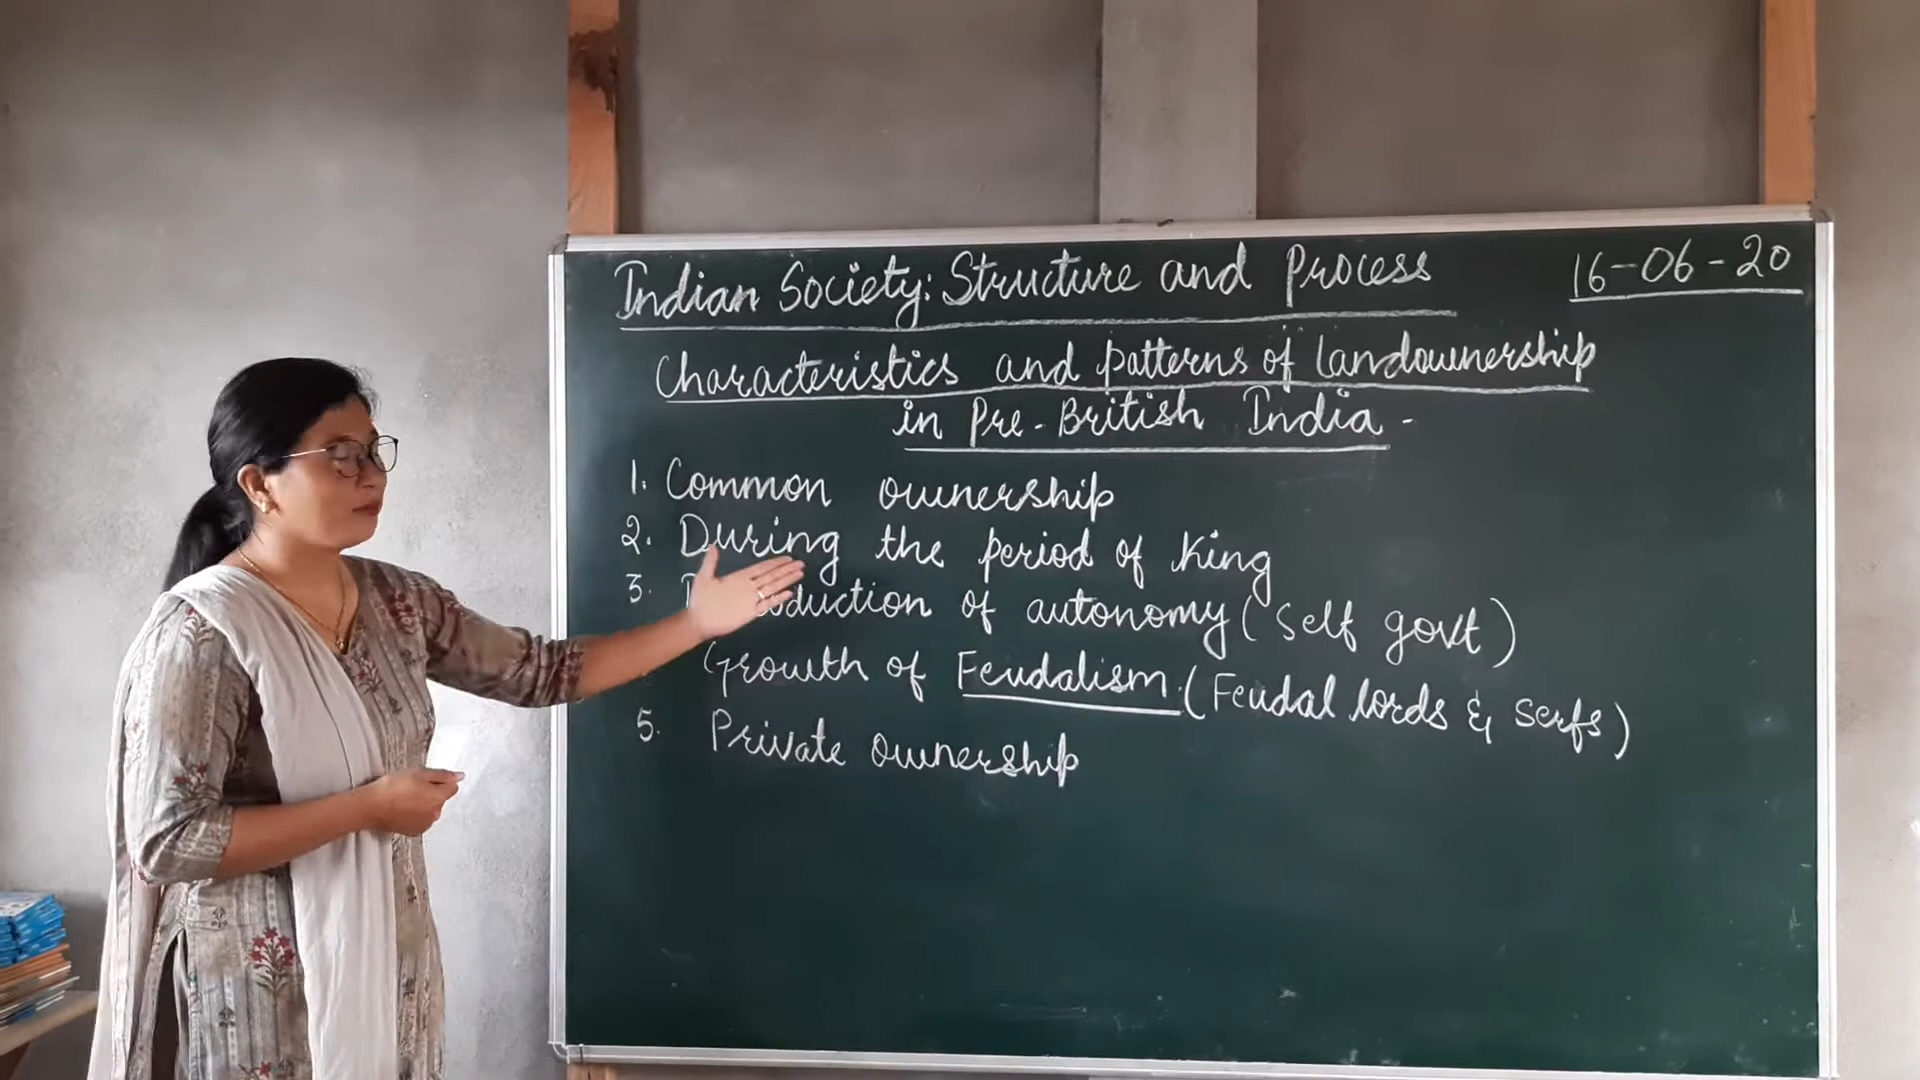 Indian Society: Structure and Process
16-06-20
Characteristics and patterns of landownership
in Pre-British India -
1. Common ownership
2. During the period of King
3. of autonomy (self govt)
Growth of Feudalism (Feudal lords & serfs)
5. Private ownership